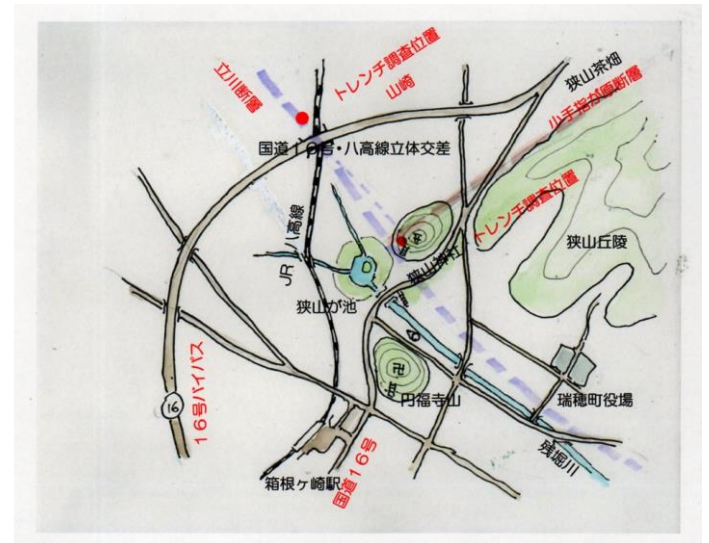 立川断層
トレンチ調査位置
山崎
狭山茶畑
小手指が原断層
国道16号・八高線立体交差
トレンチ調査位置
JR 八高線
狭山神社
狭山丘陵
狭山が池
16号バイパス
16
卍
円福寺山
瑞穂町役場
残堀川
箱根ヶ崎駅
国道16号